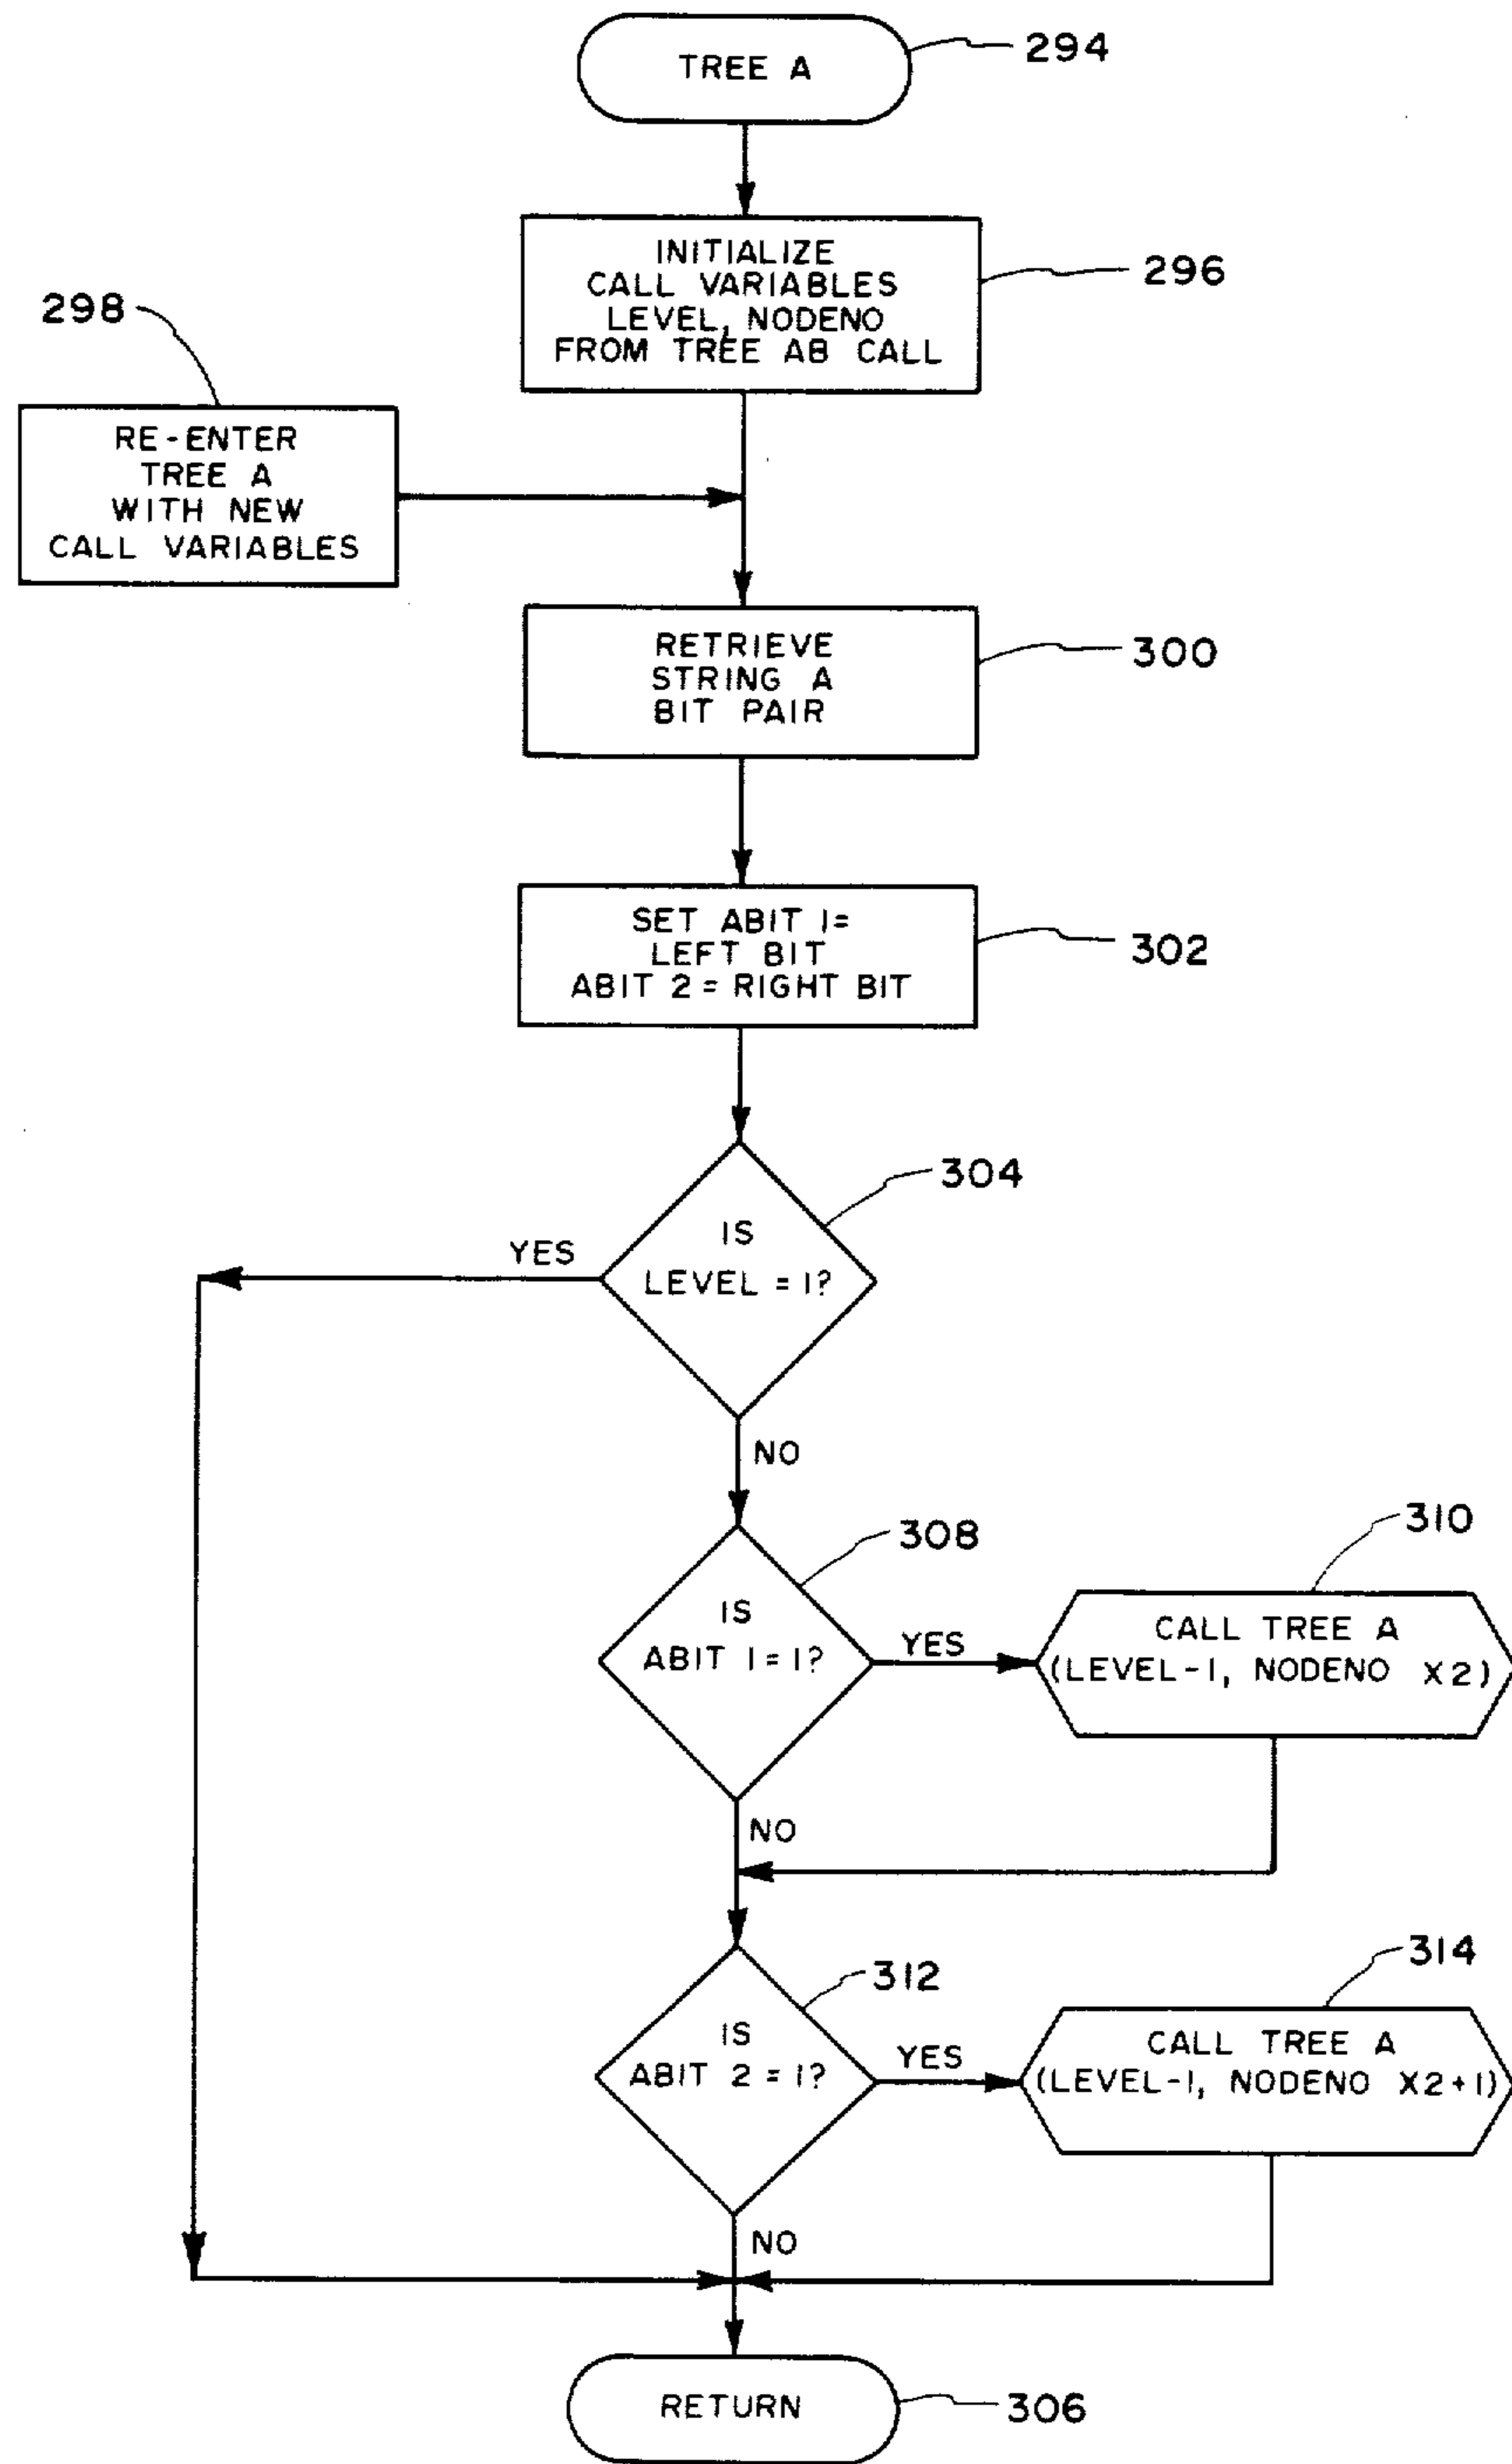 TREE A
294
INITIALIZE
CALL VARIABLES
LEVEL, NODENO
FROM TREE AB CALL
296
298
RE-ENTER
TREE A
WITH NEW
CALL VARIABLES
RETRIEVE
STRING A
BIT PAIR
300
SET ABIT 1=
LEFT BIT
ABIT 2 = RIGHT BIT
302
304
IS
LEVEL = 1?
YES
NO
308
IS
ABIT 1 = 1?
YES
310
CALL TREE A
(LEVEL-1, NODENO X2)
NO
312
IS
ABIT 2 = 1?
YES
314
CALL TREE A
(LEVEL-1, NODENO X2+1)
NO
RETURN
306